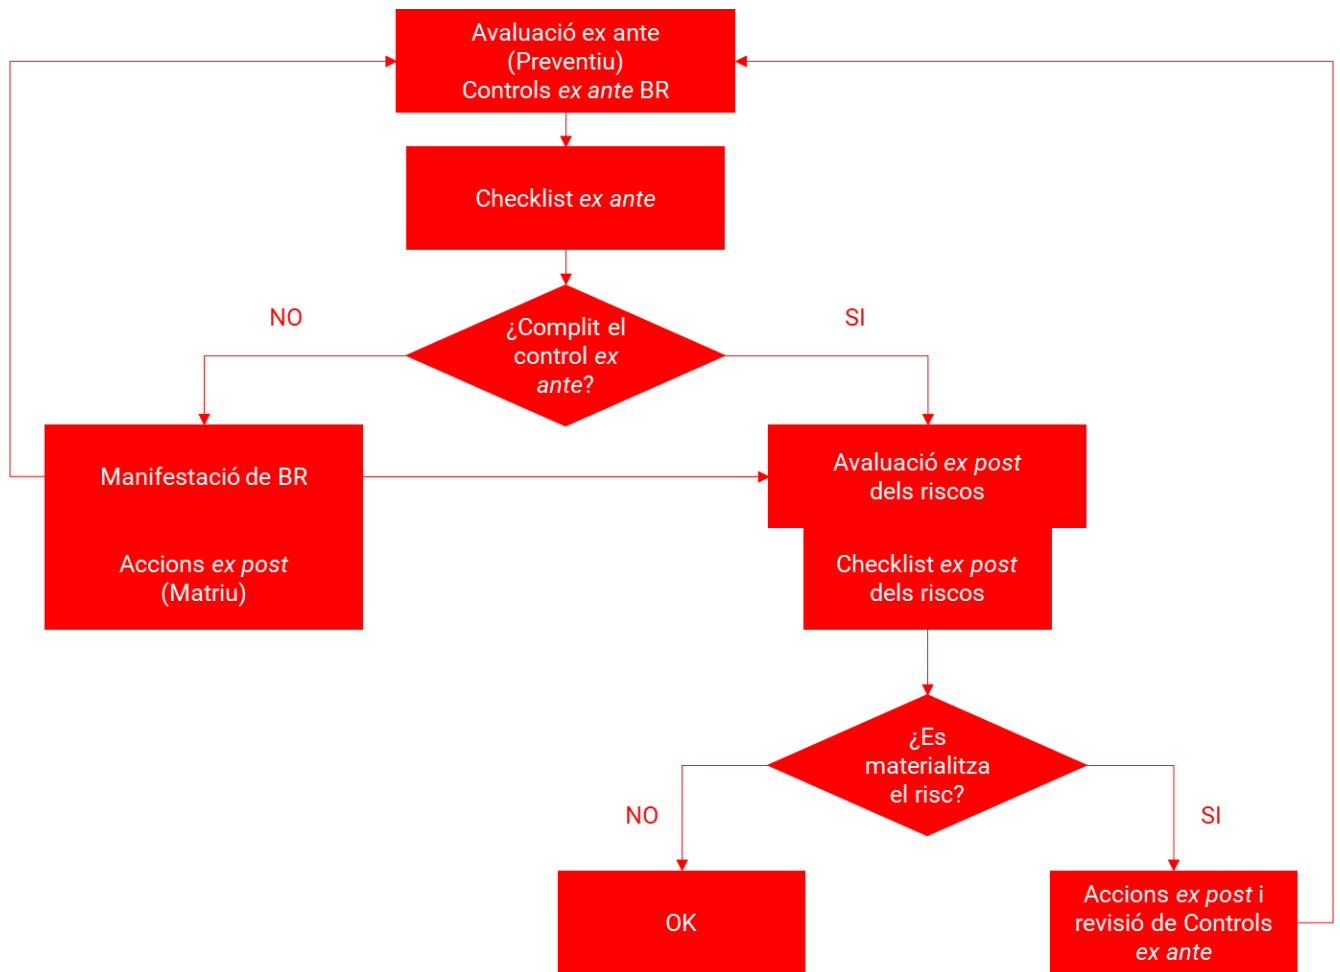 Avaluació ex ante
(Preventiu)
Controls ex ante BR
Checklist ex ante
NO
SI
¿Complit el
control ex
ante?
Manifestació de BR
Accions ex post
(Matriu)
Avaluació ex post
dels riscos
Checklist ex post
dels riscos
¿Es
materialitza
el risc?
NO
SI
OK
Accions ex post i
revisió de Controls
ex ante